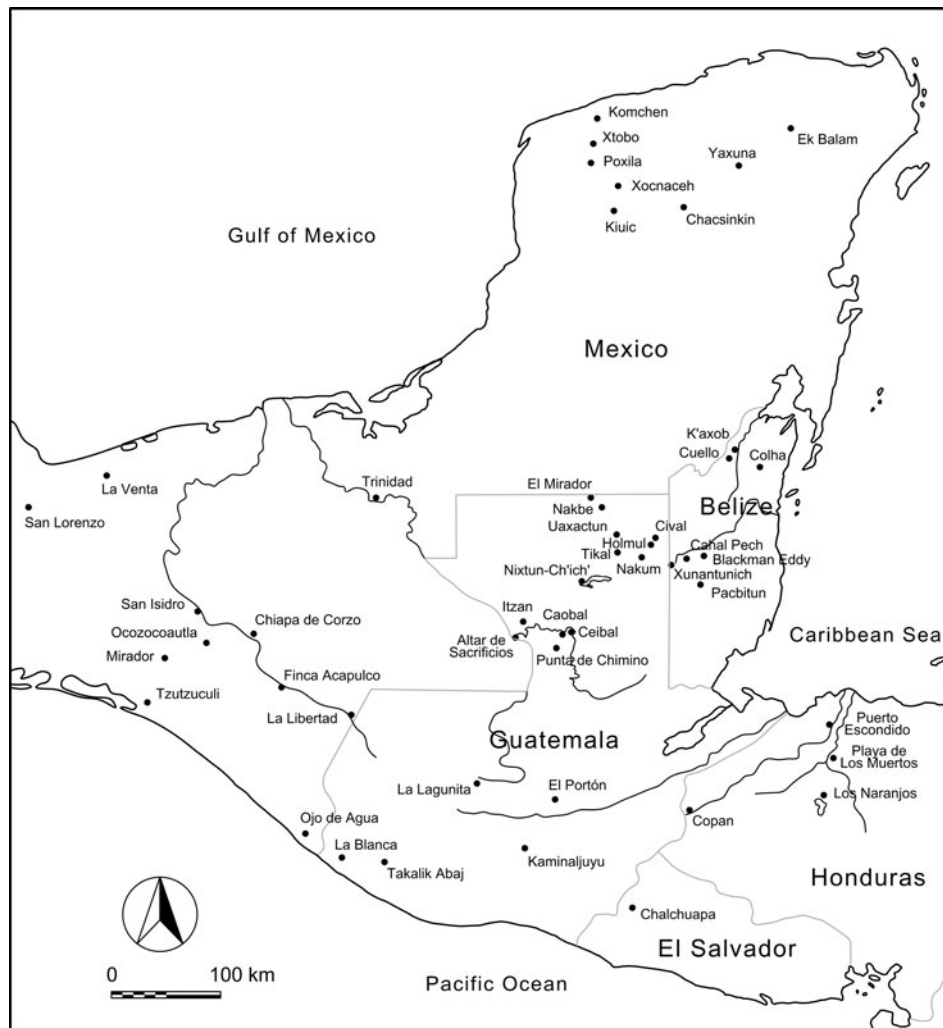 Komchen
Xtobo
Ek Balam
Poxila
Yaxuna
Xocnaceh
Kiuic
Chacsinkin
Gulf of Mexico
Mexico
K'axob
Cuello
Colha
La Venta
Trinidad
El Mirador
San Lorenzo
Nakbe
Belize
Uaxactun
Cival
Holmul
Tikal
Cahal Pech
Blackman Eddy
Nakum
Xunantunich
Nixtun-Ch'ich'
Pacbitun
San Isidro
Chiapa de Corzo
Itzan
Caobal
Ceibal
Ocozocoautla
Altar de
Sacrificios
Caribbean Sea
Mirador
Punta de Chimino
Finca Acapulco
Tzutzuculi
La Libertad
Puerto
Escondido
Guatemala
Playa de
Los Muertos
La Lagunita
El Portón
Los Naranjos
Copan
Ojo de Agua
La Blanca
Takalik Abaj
Kaminaljuyu
Honduras
Chalchuapa
El Salvador
0 100 km
Pacific Ocean